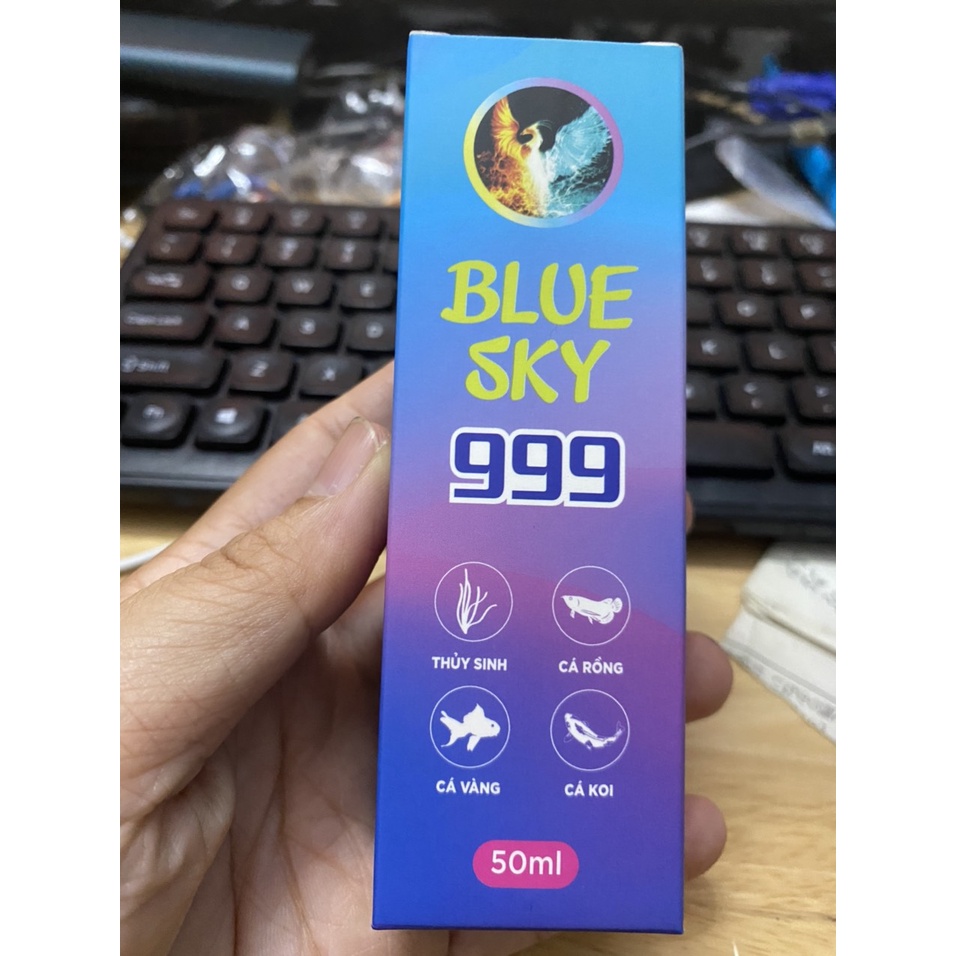 BLUE
SKY
999
THỦY SINH
CÁ RỒNG
CÁ VÀNG
CÁ KOI
50ml